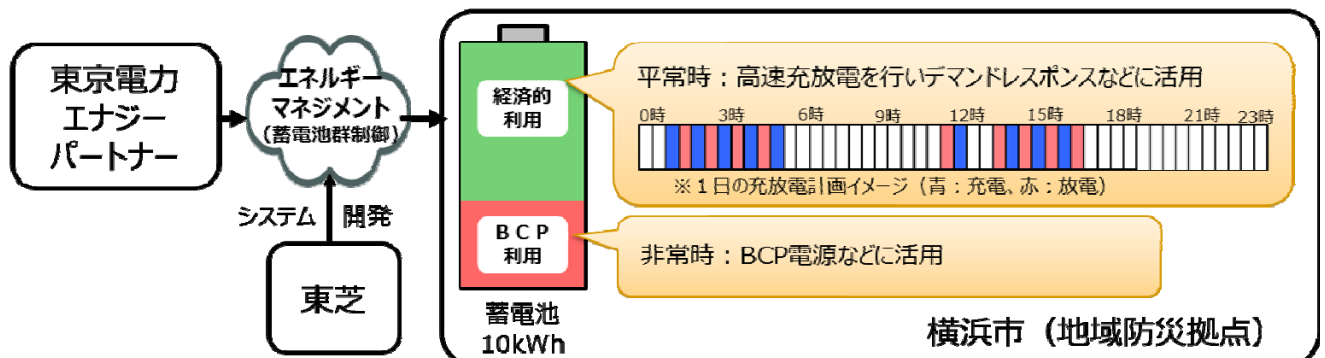 東京電力
エナジー
パートナー
エネルギー
マネジメント
(蓄電池群制御)
システム 開発
東芝
経済的
利用
BCP
利用
蓄電池
10kWh
平常時：高速充放電を行いデマンドレスポンスなどに活用
0時 3時 6時 9時 12時 15時 18時 21時 23時
※１日の充放電計画イメージ（青：充電、赤：放電）
非常時：BCP電源などに活用
横浜市（地域防災拠点）